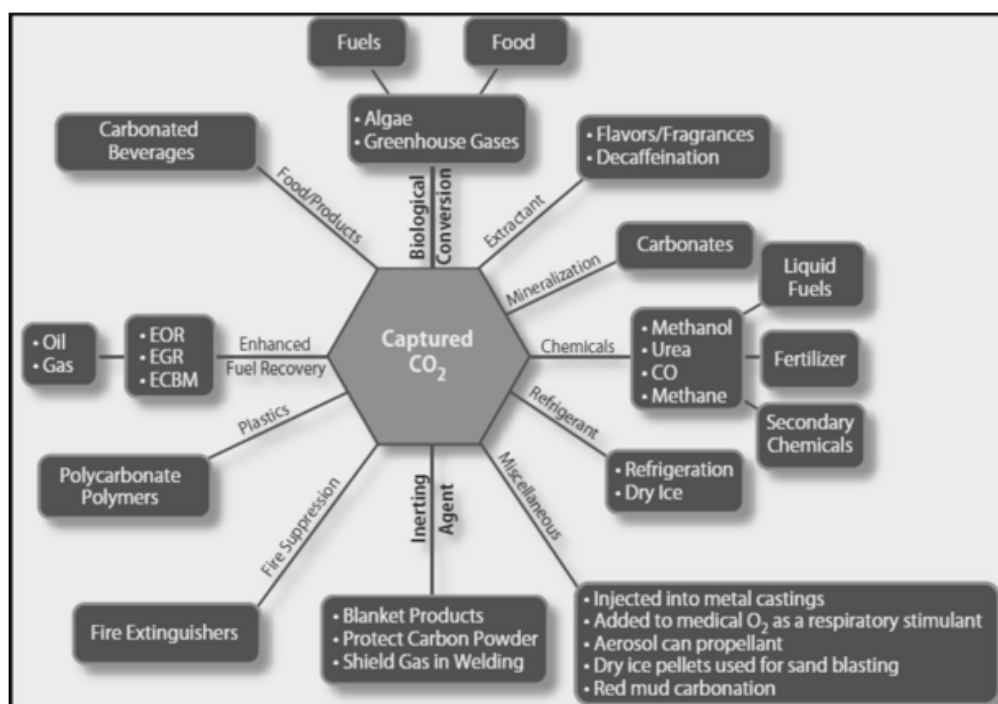 Fuels
Food
• Algae
• Greenhouse Gases
Carbonated
Beverages
• Flavors/Fragrances
• Decaffeination
Food/Products
Biological
Conversion
Extractant
Mineralization
Carbonates
Liquid
Fuels
• Oil
• Gas
• EOR
• EGR
• ECBM
Enhanced
Fuel Recovery
Captured
CO₂
Chemicals
• Methanol
• Urea
• CO
• Methane
Fertilizer
Secondary
Chemicals
Plastics
Polycarbonate
Polymers
Refrigerant
• Refrigeration
• Dry Ice
Fire Suppression
Fire Extinguishers
Inerting
Agent
• Blanket Products
• Protect Carbon Powder
• Shield Gas in Welding
Miscellaneous
• Injected into metal castings
• Added to medical O₂ as a respiratory stimulant
• Aerosol can propellant
• Dry ice pellets used for sand blasting
• Red mud carbonation